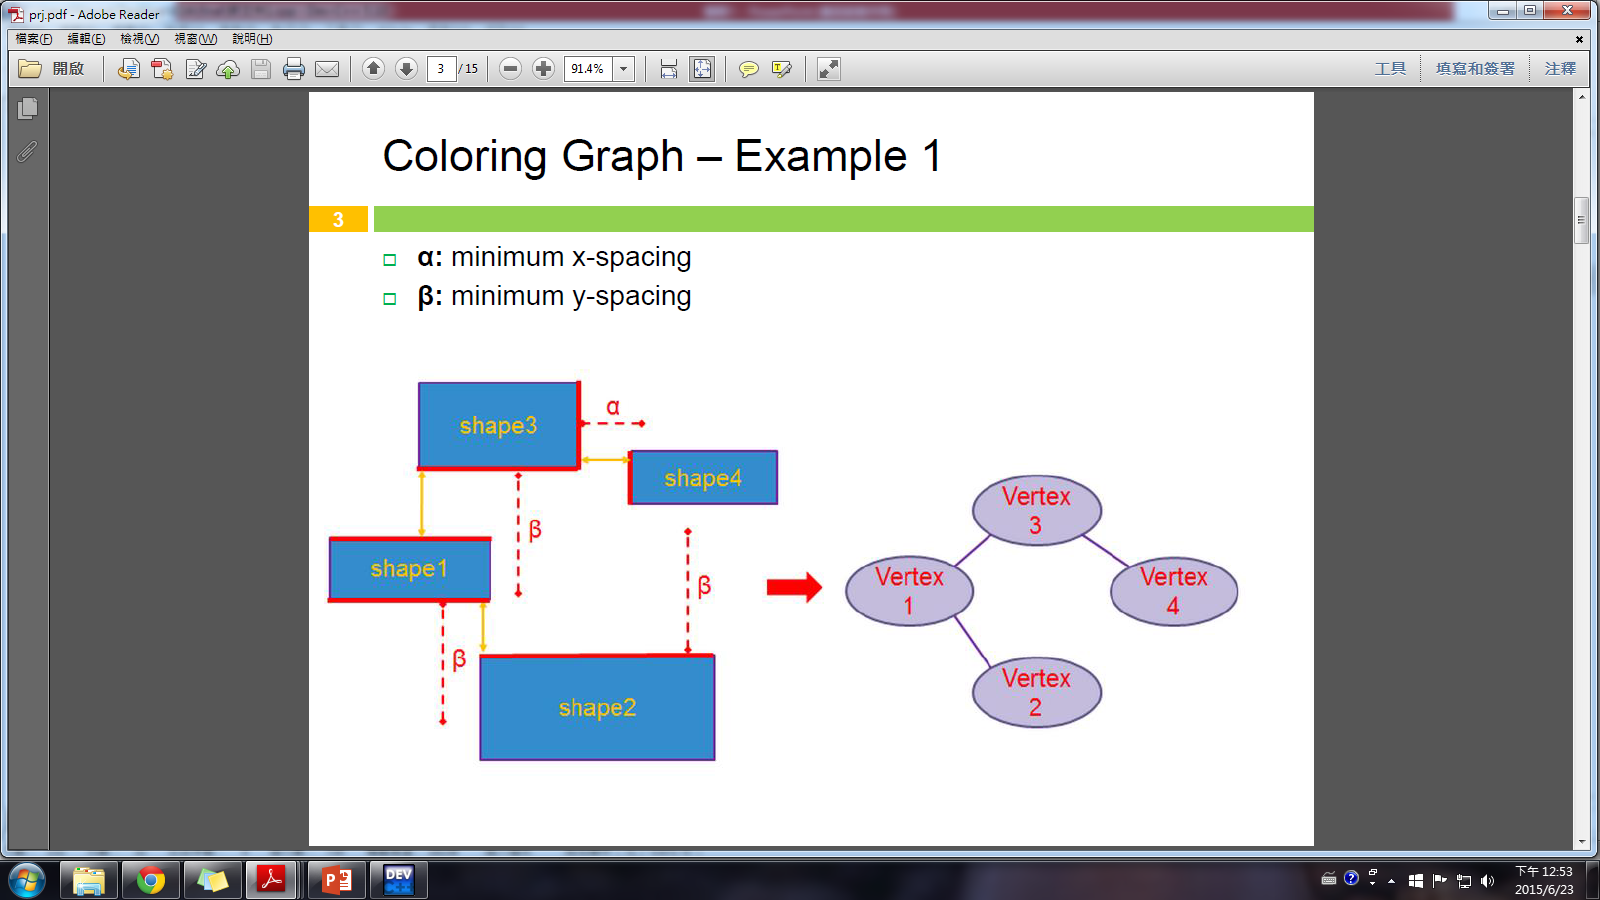 prj.pdf - Adobe Reader
檔案(F) 編輯(E) 檢視(V) 視窗(W) 說明(H)
開啟 3 / 15 91.4% 工具 填寫和簽署 注釋
Coloring Graph – Example 1
3
α: minimum x-spacing
β: minimum y-spacing
shape3
α
shape4
β
shape1
β
β
shape2
Vertex
3
Vertex
1
Vertex
4
Vertex
2
DEV
下午 12:53
2015/6/23